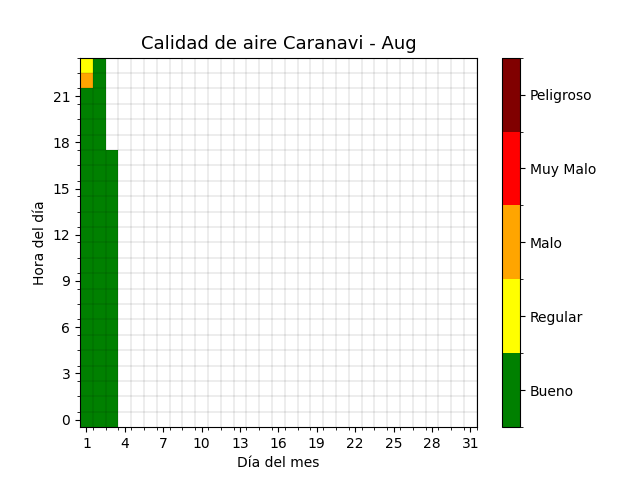 Calidad de aire Caranavi - Aug
21
18
15
12
9
6
3
0
Hora del día
1 4 7 10 13 16 19 22 25 28 31
Día del mes
Peligroso
Muy Malo
Malo
Regular
Bueno